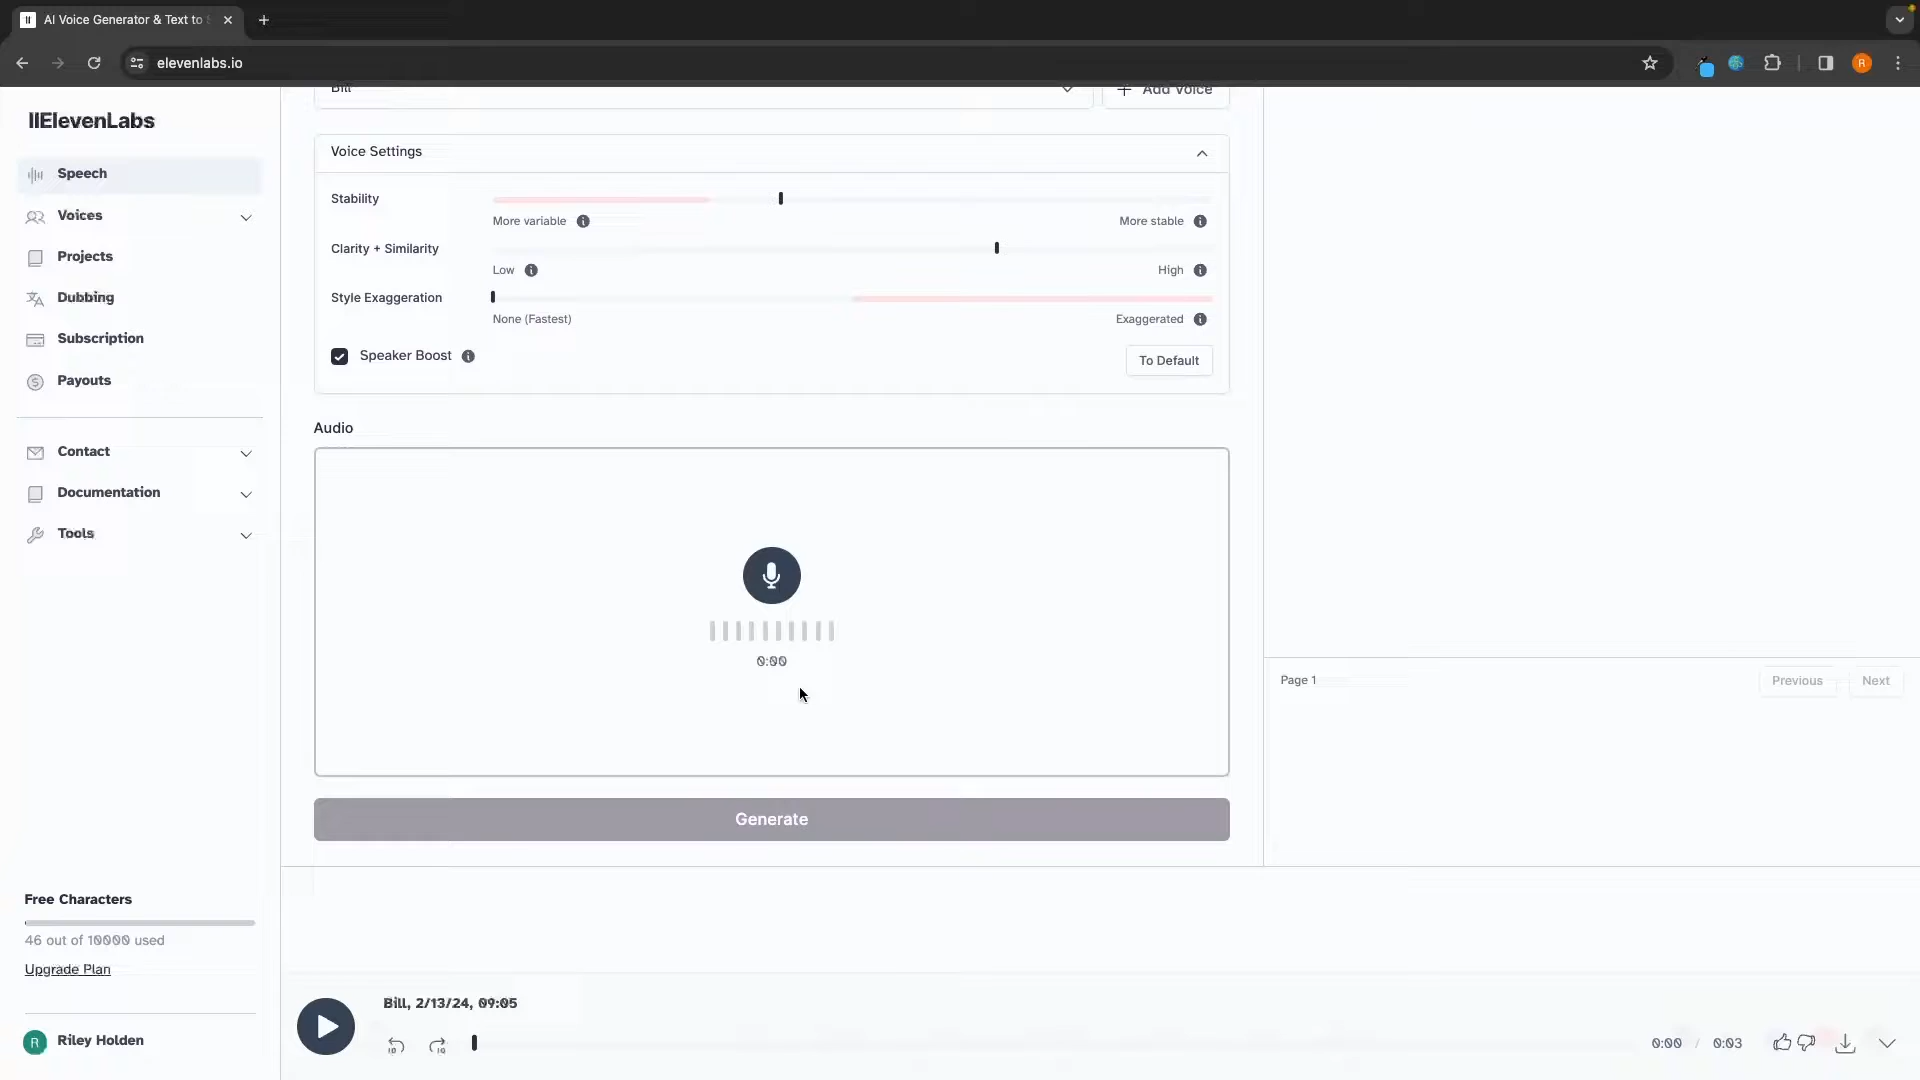 AI Voice Generator & Text to
elevenlabs.io
R
IIElevenLabs
Speech
Voices
Projects
Dubbing
Subscription
Payouts
Contact
Documentation
Tools
Free Characters
46 out of 10000 used
Upgrade Plan
R Riley Holden
Bill
Add Voice
Voice Settings
Stability
More variable
More stable
Clarity + Similarity
Low
High
Style Exaggeration
None (Fastest)
Exaggerated
Speaker Boost
To Default
Audio
0:00
Generate
Page 1
Previous
Next
Bill, 2/13/24, 09:05
10
10
0:00 / 0:03